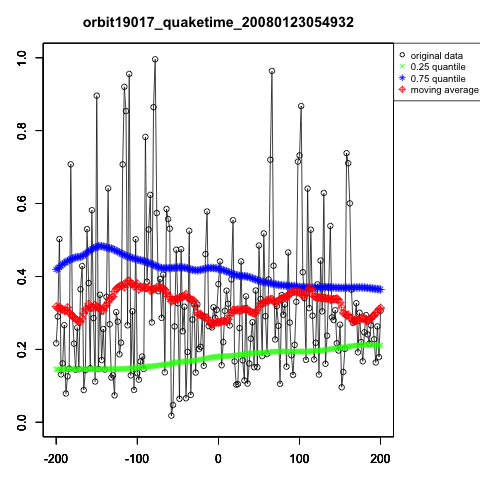 orbit19017_quaketime_20080123054932
original data
0.25 quantile
0.75 quantile
moving average
1.0
0.8
0.6
0.4
0.2
0.0
-200 -100 0 100 200